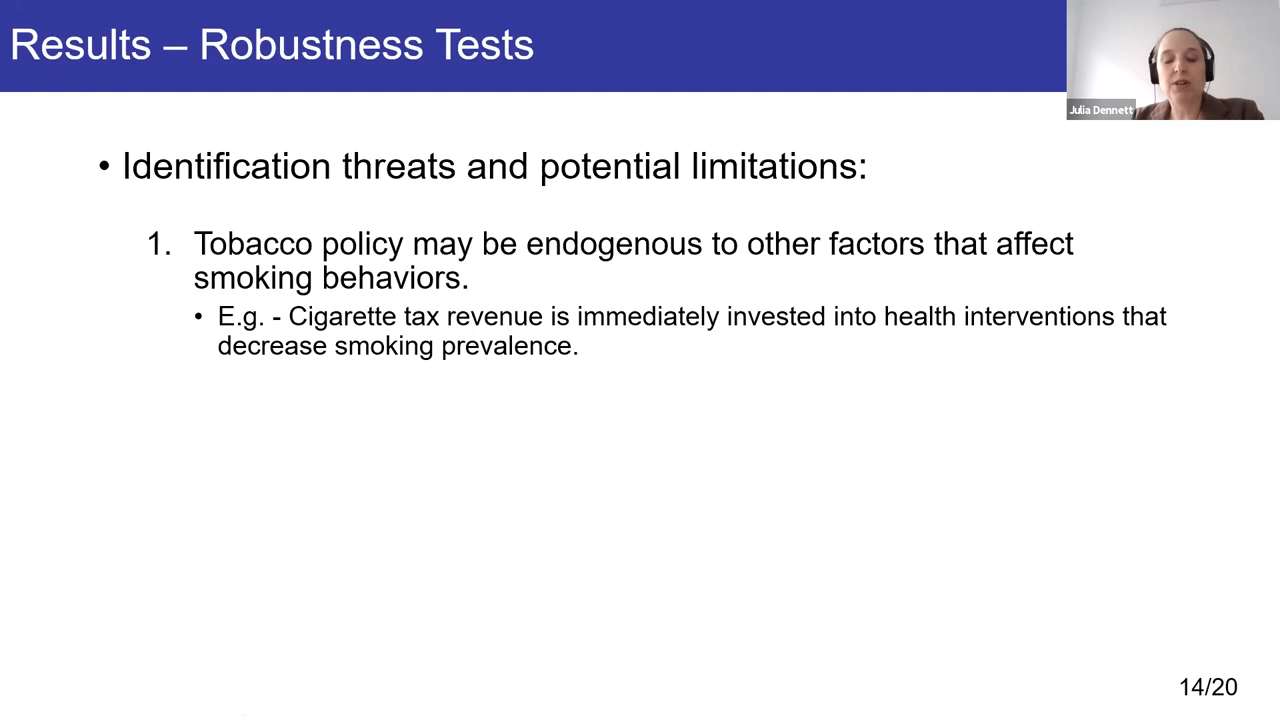 Results – Robustness Tests
Julia Dennett
• Identification threats and potential limitations:
1. Tobacco policy may be endogenous to other factors that affect
smoking behaviors.
• E.g. - Cigarette tax revenue is immediately invested into health interventions that
decrease smoking prevalence.
14/20